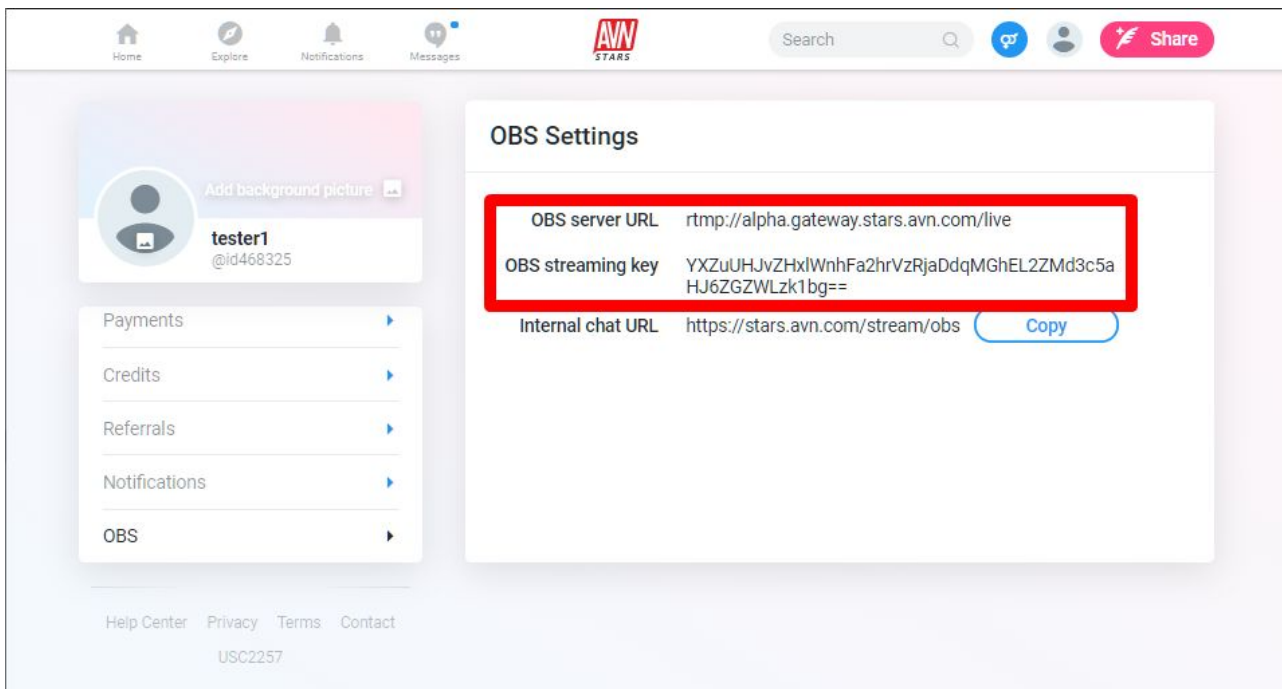 Home
Explore
Notifications
Messages
AVN
STARS
Search
Share
Add background picture
tester1
@id468325
Payments
Credits
Referrals
Notifications
OBS
Help Center Privacy Terms Contact
USC2257
OBS Settings
OBS server URL rtmp://alpha.gateway.stars.avn.com/live
OBS streaming key YXZuUHJvZHxlWnhFa2hrVzRjaDdqMGhEL2ZMd3c5a
HJ6ZGZWLzk1bg==
Internal chat URL https://stars.avn.com/stream/obs Copy